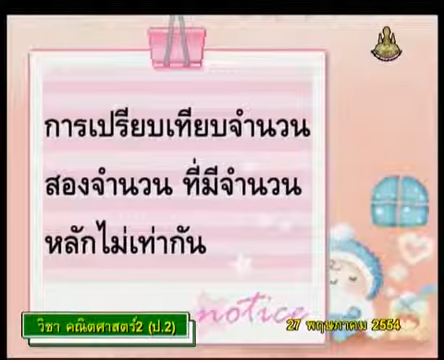 การเปรียบเทียบจำนวน
สองจำนวน ที่มีจำนวน
หลักไม่เท่ากัน
notice
วิชา คณิตศาสตร์2 (ป.2)
27 พฤษภาคม 2554